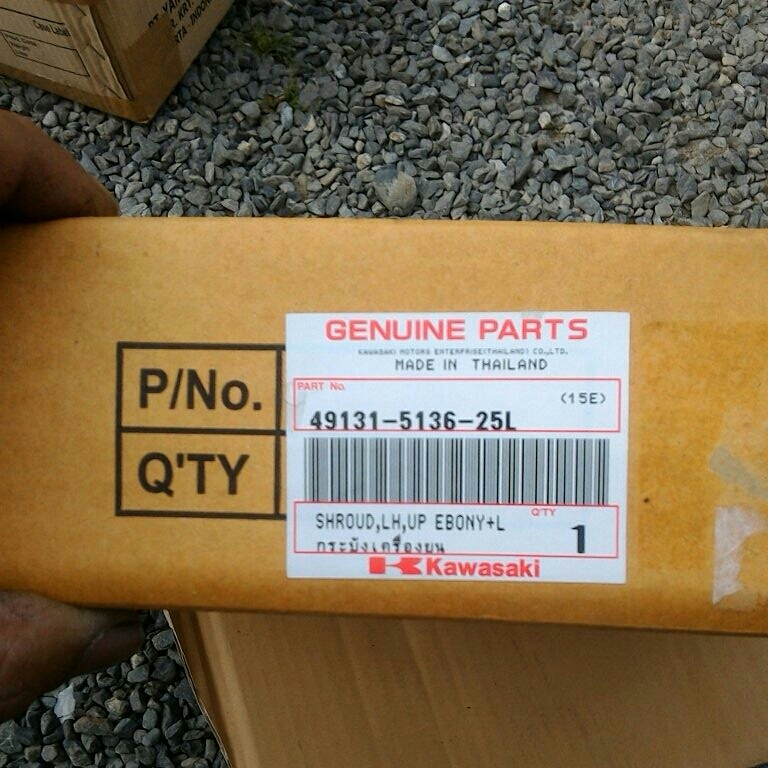 Case Label
P/No.
Q'TY
GENUINE PARTS
KAWASAKI MOTORS ENTERPRISE(THAILAND) CO.,LTD.
MADE IN THAILAND
PART No.
(15E)
49131-5136-25L
SHROUD,LH,UP EBONY+L
Q'TY
1
กระบังเครื่องยน
Kawasaki